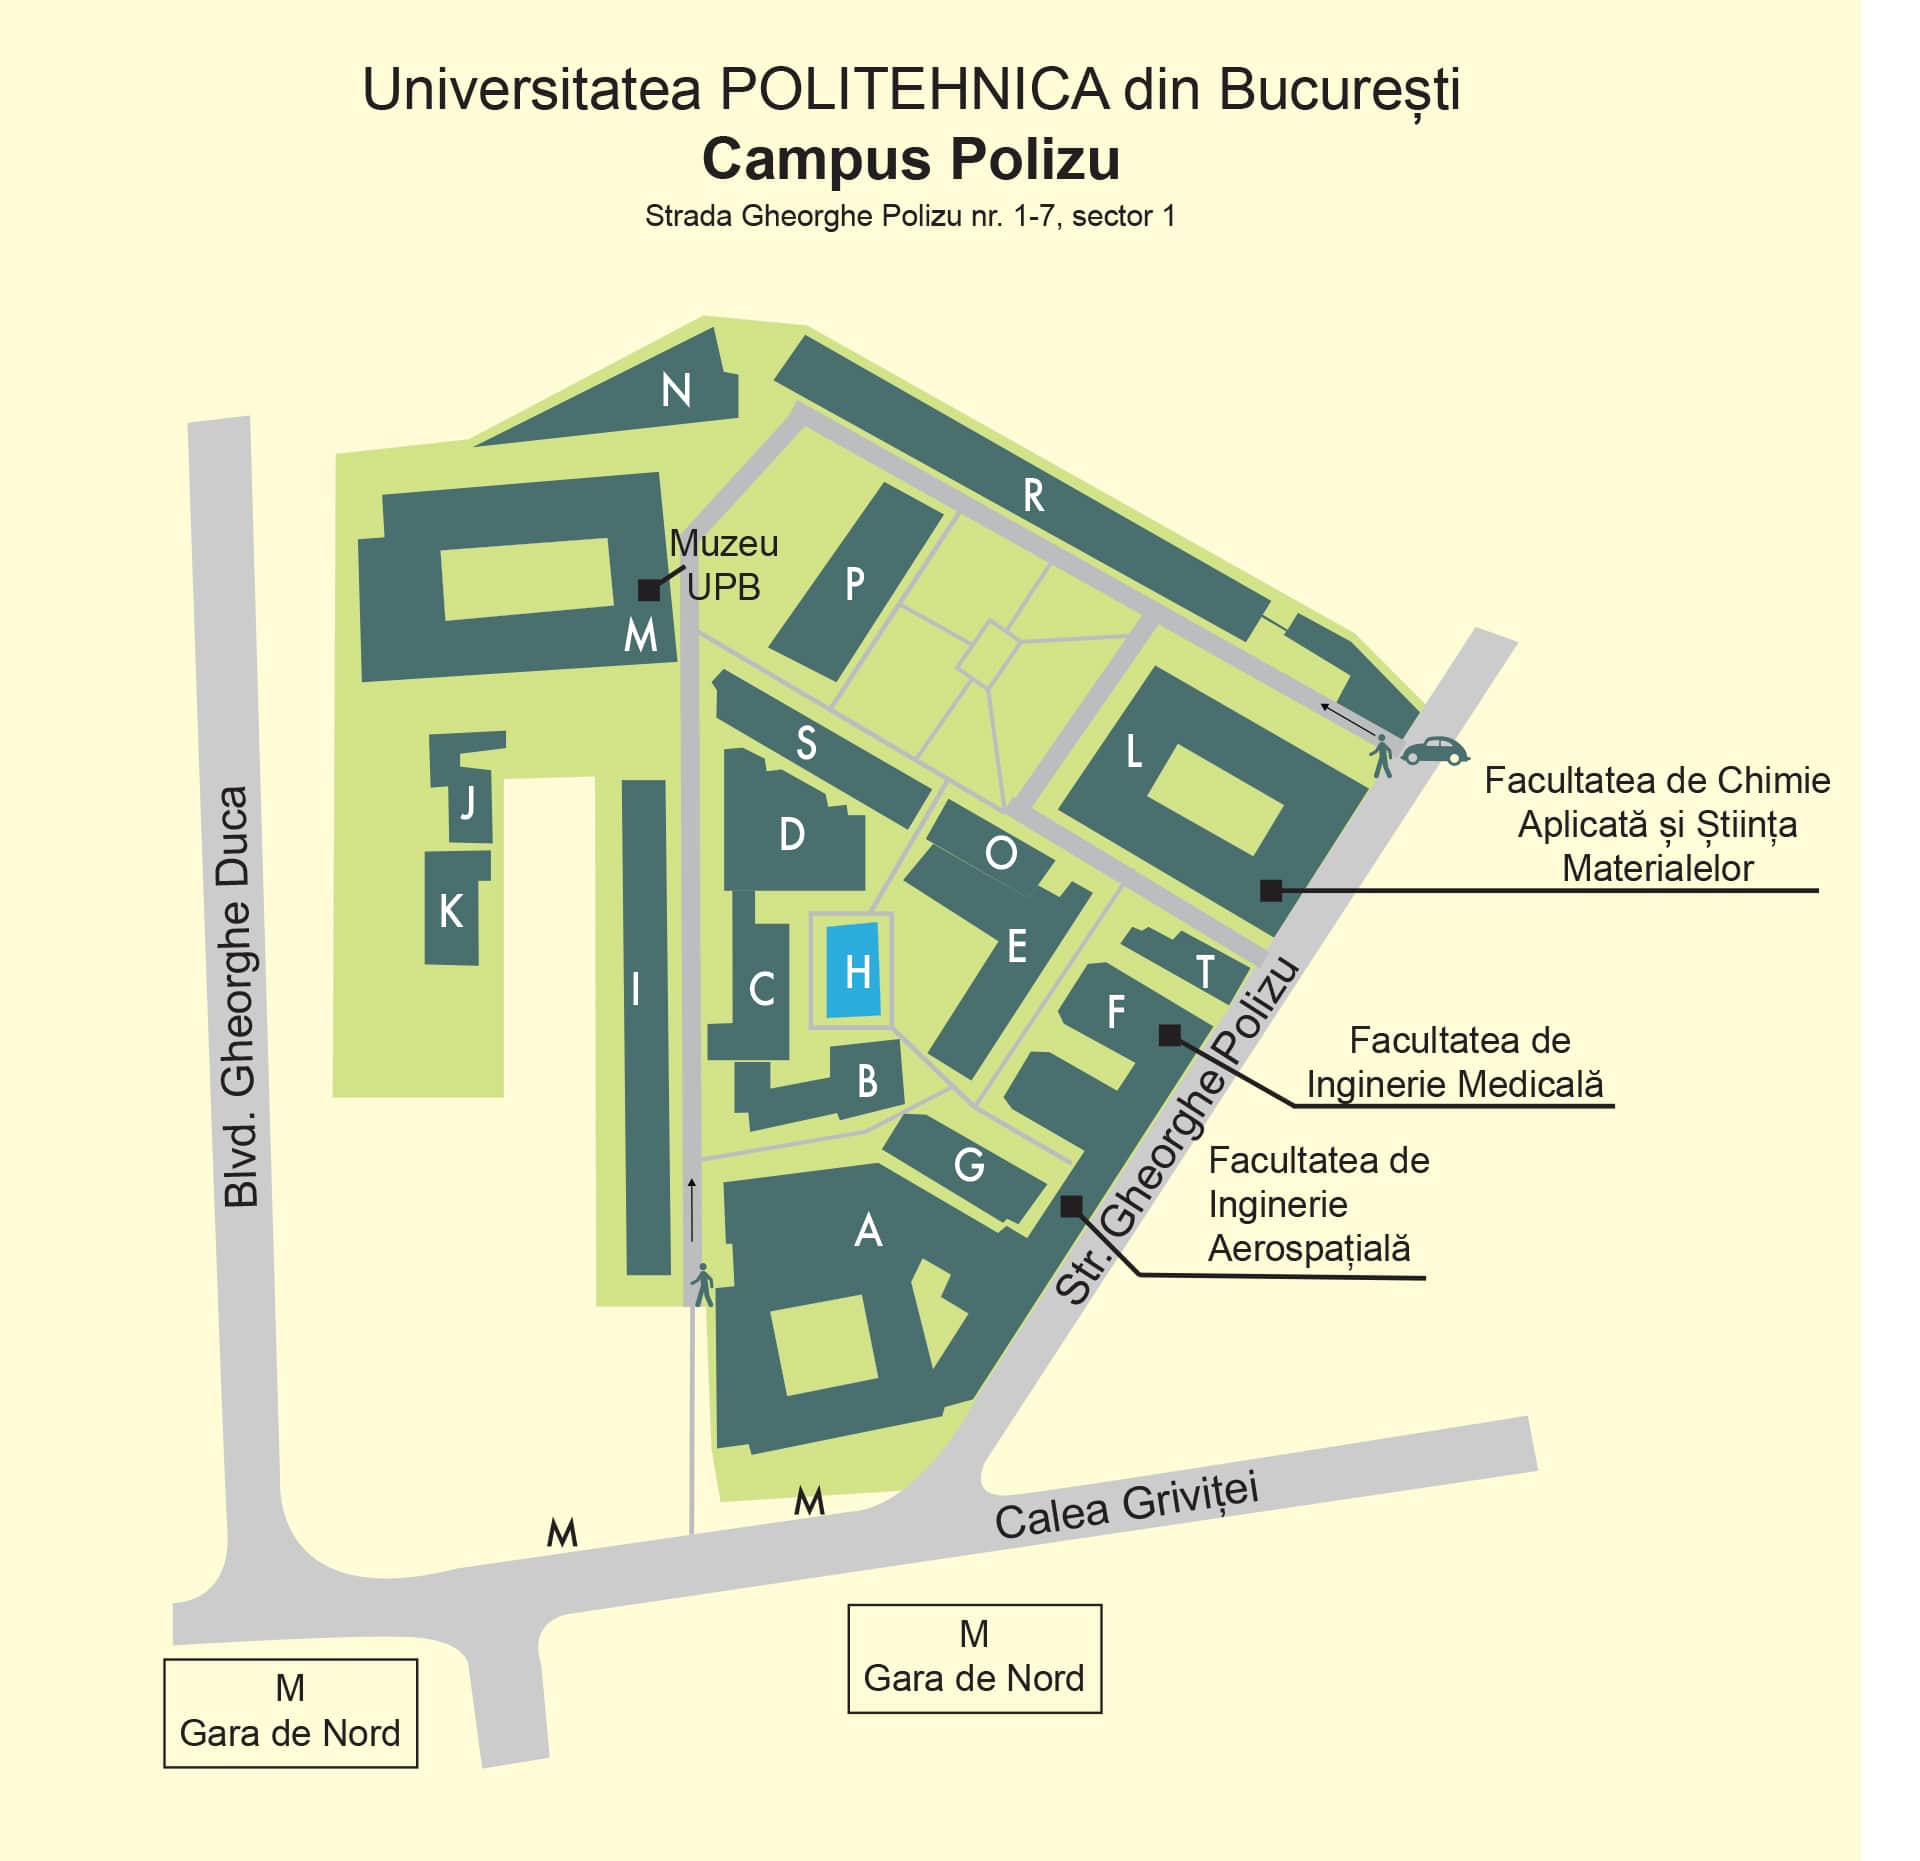 Universitatea POLITEHNICA din București
Campus Polizu
Strada Gheorghe Polizu nr. 1-7, sector 1
N
R
Muzeu
UPB
M
P
S
L
J
D
O
K
I
C
H
E
T
F
B
G
A
Facultatea de Chimie
Aplicată și Știința
Materialelor
Facultatea de
Inginerie Medicală
Facultatea de
Inginerie
Aerospațială
Blvd. Gheorghe Duca
Str. Gheorghe Polizu
Calea Griviței
M
M
M
Gara de Nord
M
Gara de Nord